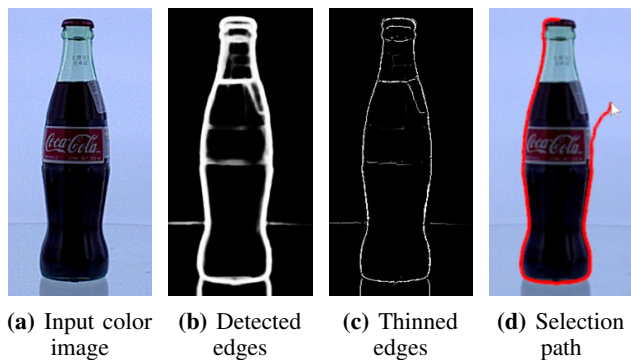 Coca-Cola
(a) Input color image
(b) Detected edges
(c) Thinned edges
(d) Selection path
Coca-Cola